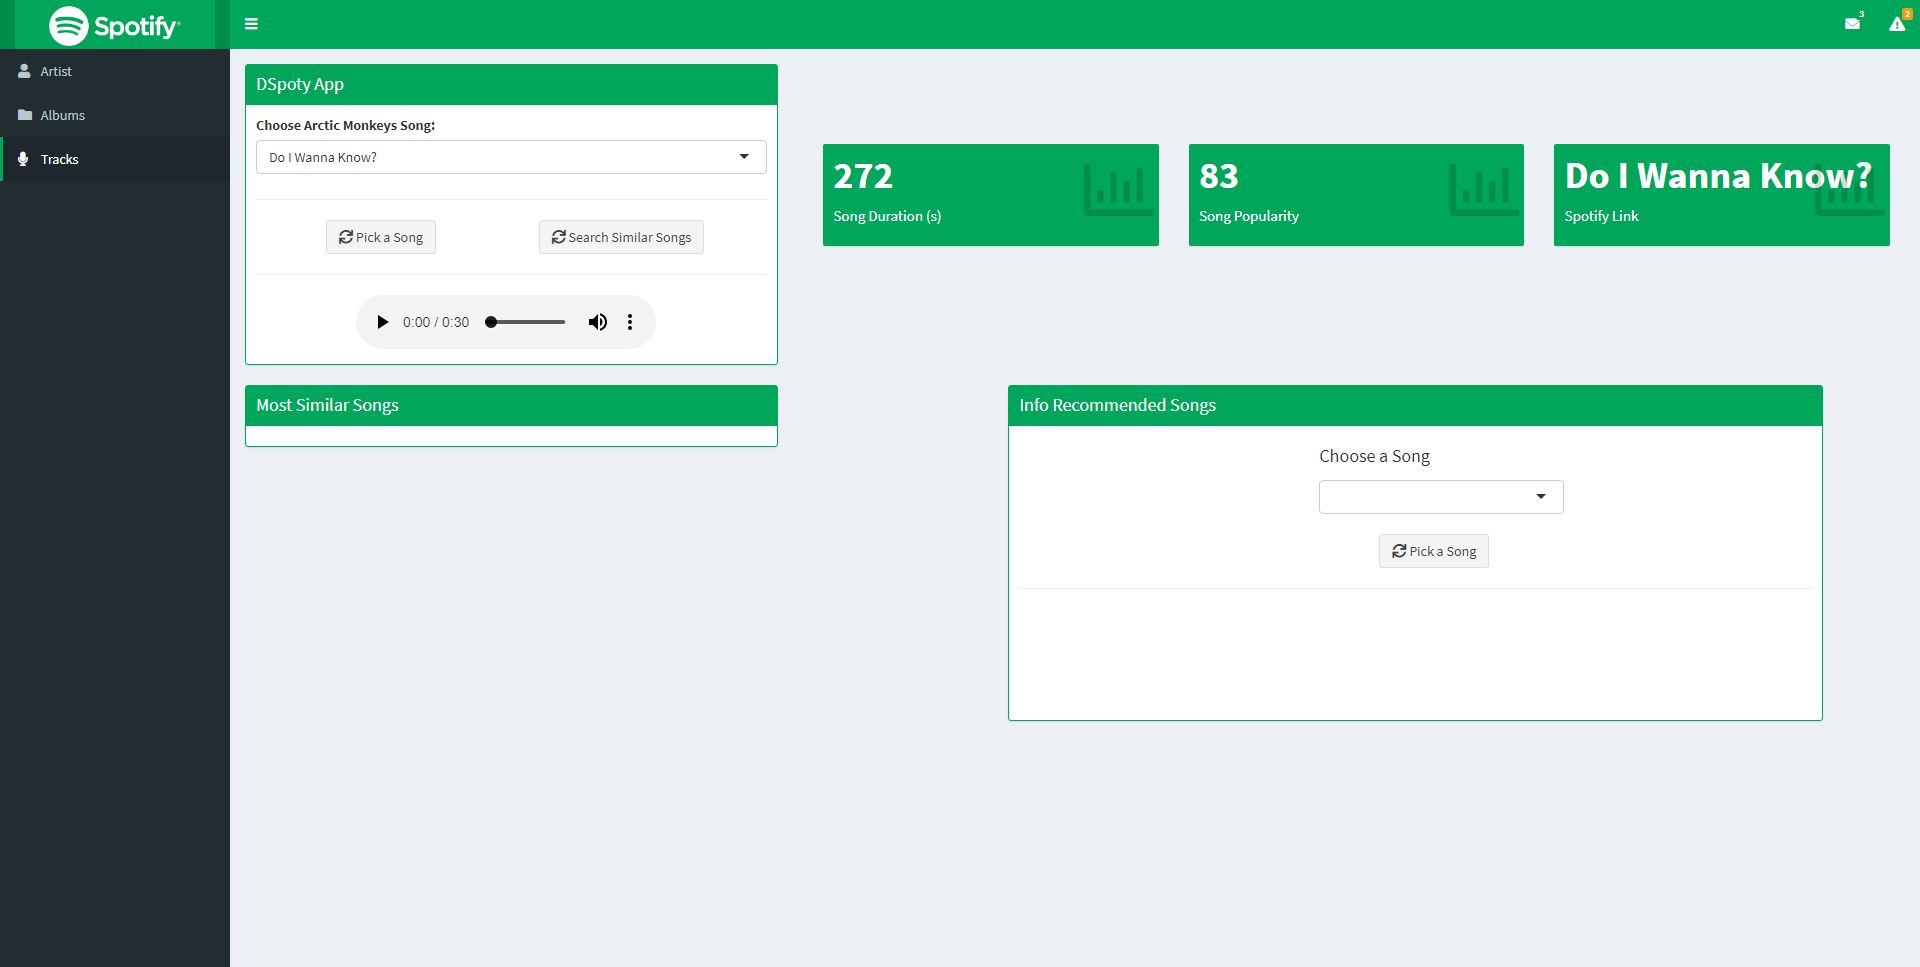 Spotify
3
2
Artist
Albums
Tracks
DSpoty App
Choose Arctic Monkeys Song:
Do I Wanna Know?
Pick a Song
Search Similar Songs
0:00 / 0:30
272
Song Duration (s)
83
Song Popularity
Do I Wanna Know?
Spotify Link
Most Similar Songs
Info Recommended Songs
Choose a Song
Pick a Song